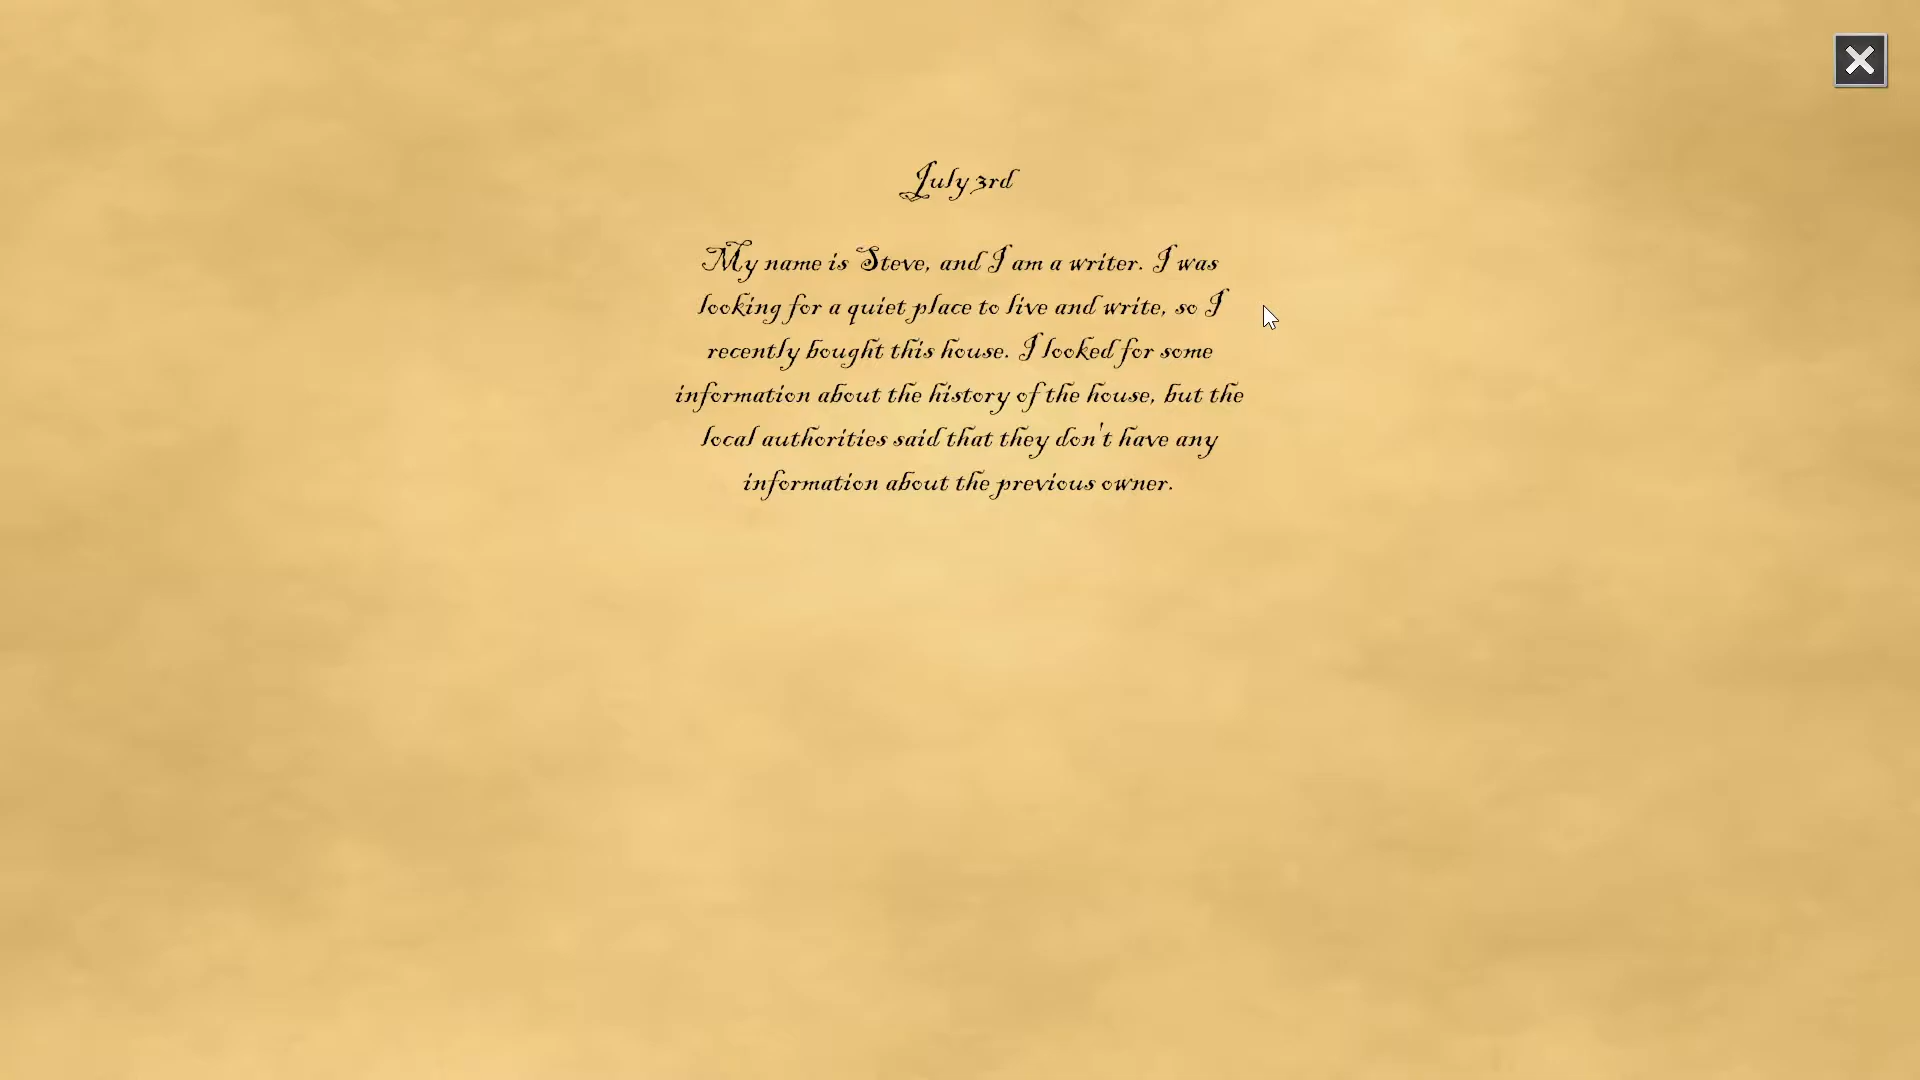 July 3rd
My name is Steve, and I am a writer. I was
looking for a quiet place to live and write, so I
recently bought this house. I looked for some
information about the history of the house, but the
local authorities said that they don't have any
information about the previous owner.